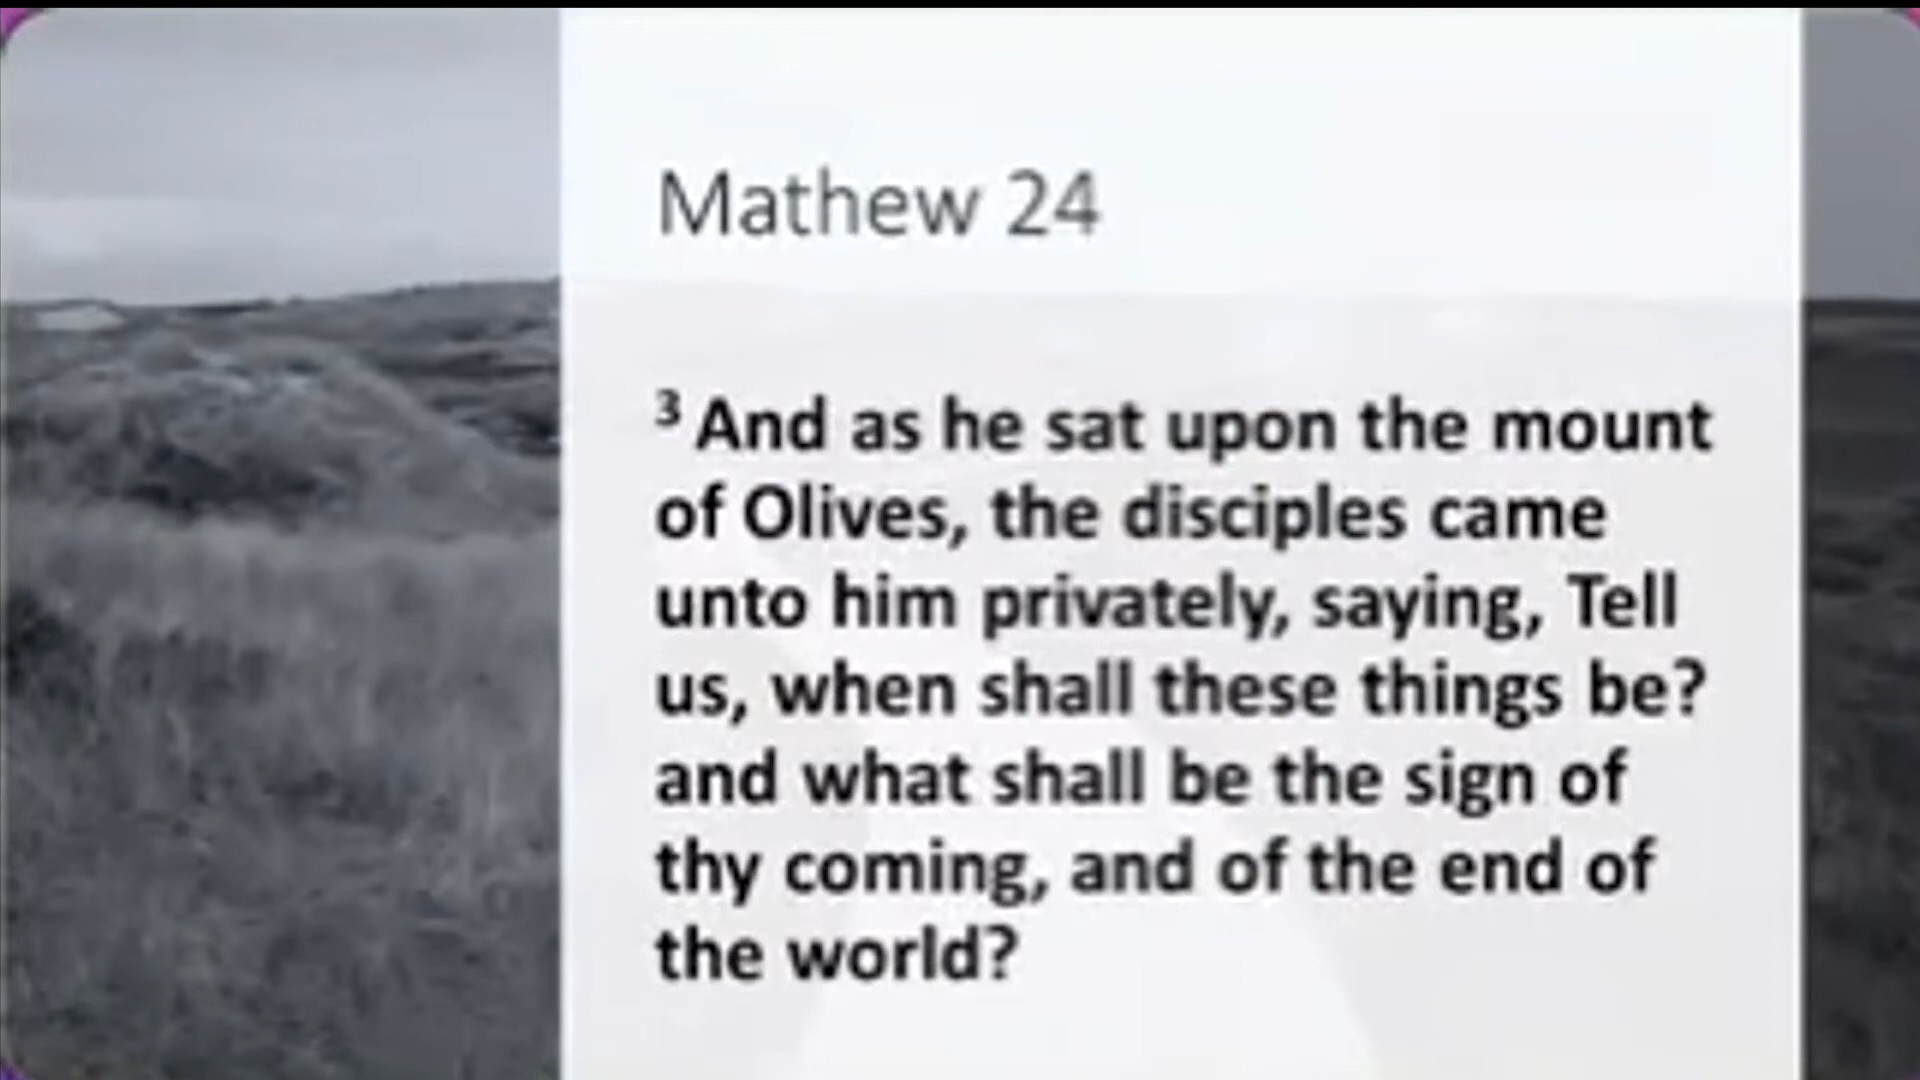 Mathew 24
3 And as he sat upon the mount
of Olives, the disciples came
unto him privately, saying, Tell
us, when shall these things be?
and what shall be the sign of
thy coming, and of the end of
the world?